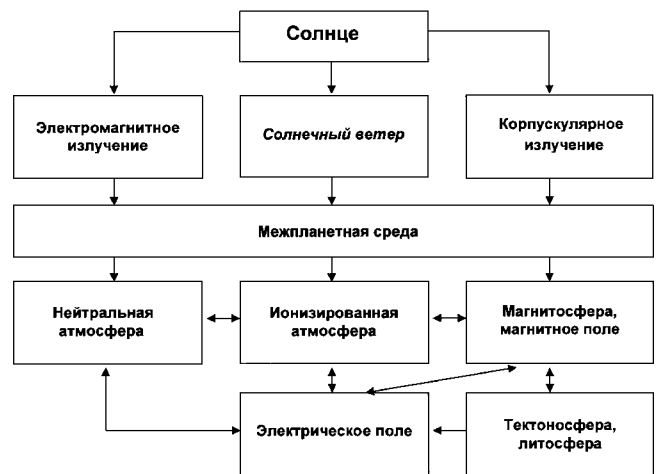 Солнце
Электромагнитное
излучение
Солнечный ветер
Корпускулярное
излучение
Межпланетная среда
Нейтральная
атмосфера
Ионизированная
атмосфера
Магнитосфера,
магнитное поле
Электрическое поле
Тектоносфера,
литосфера